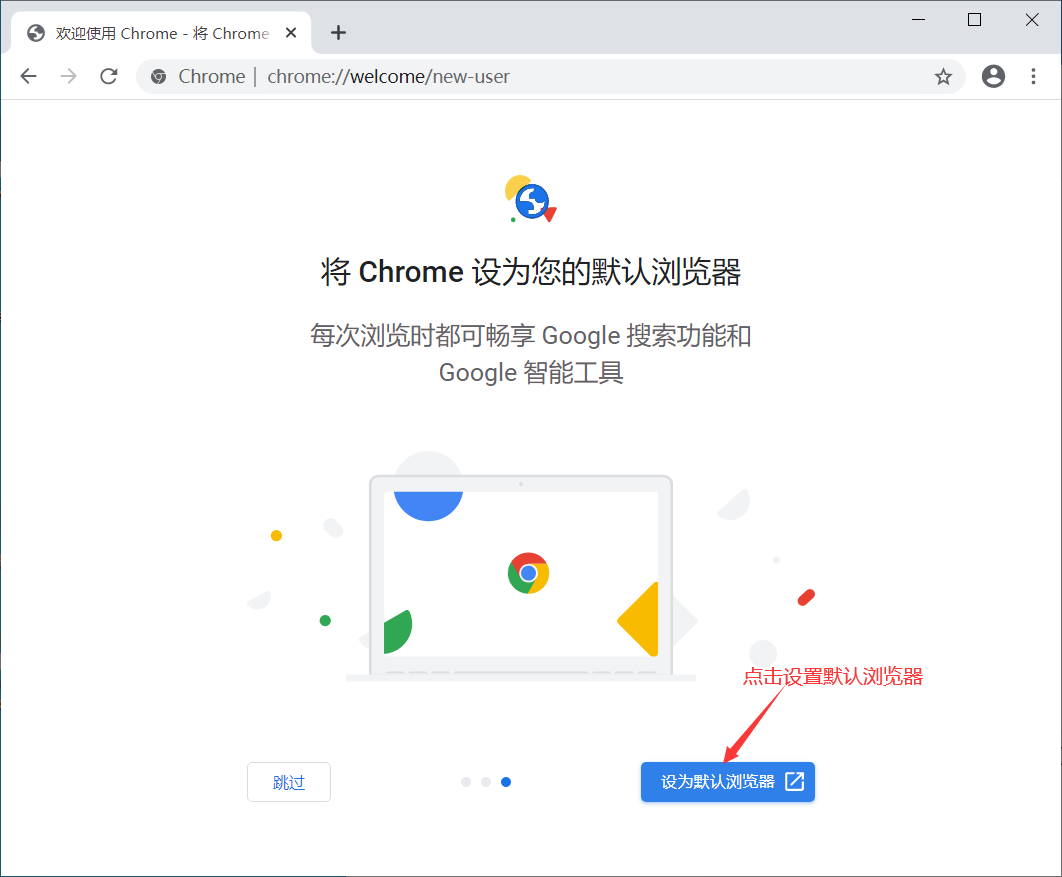 欢迎使用 Chrome - 将 Chrome
Chrome | chrome://welcome/new-user
将 Chrome 设为您的默认浏览器
每次浏览时都可畅享 Google 搜索功能和
Google 智能工具
点击设置默认浏览器
跳过
设为默认浏览器